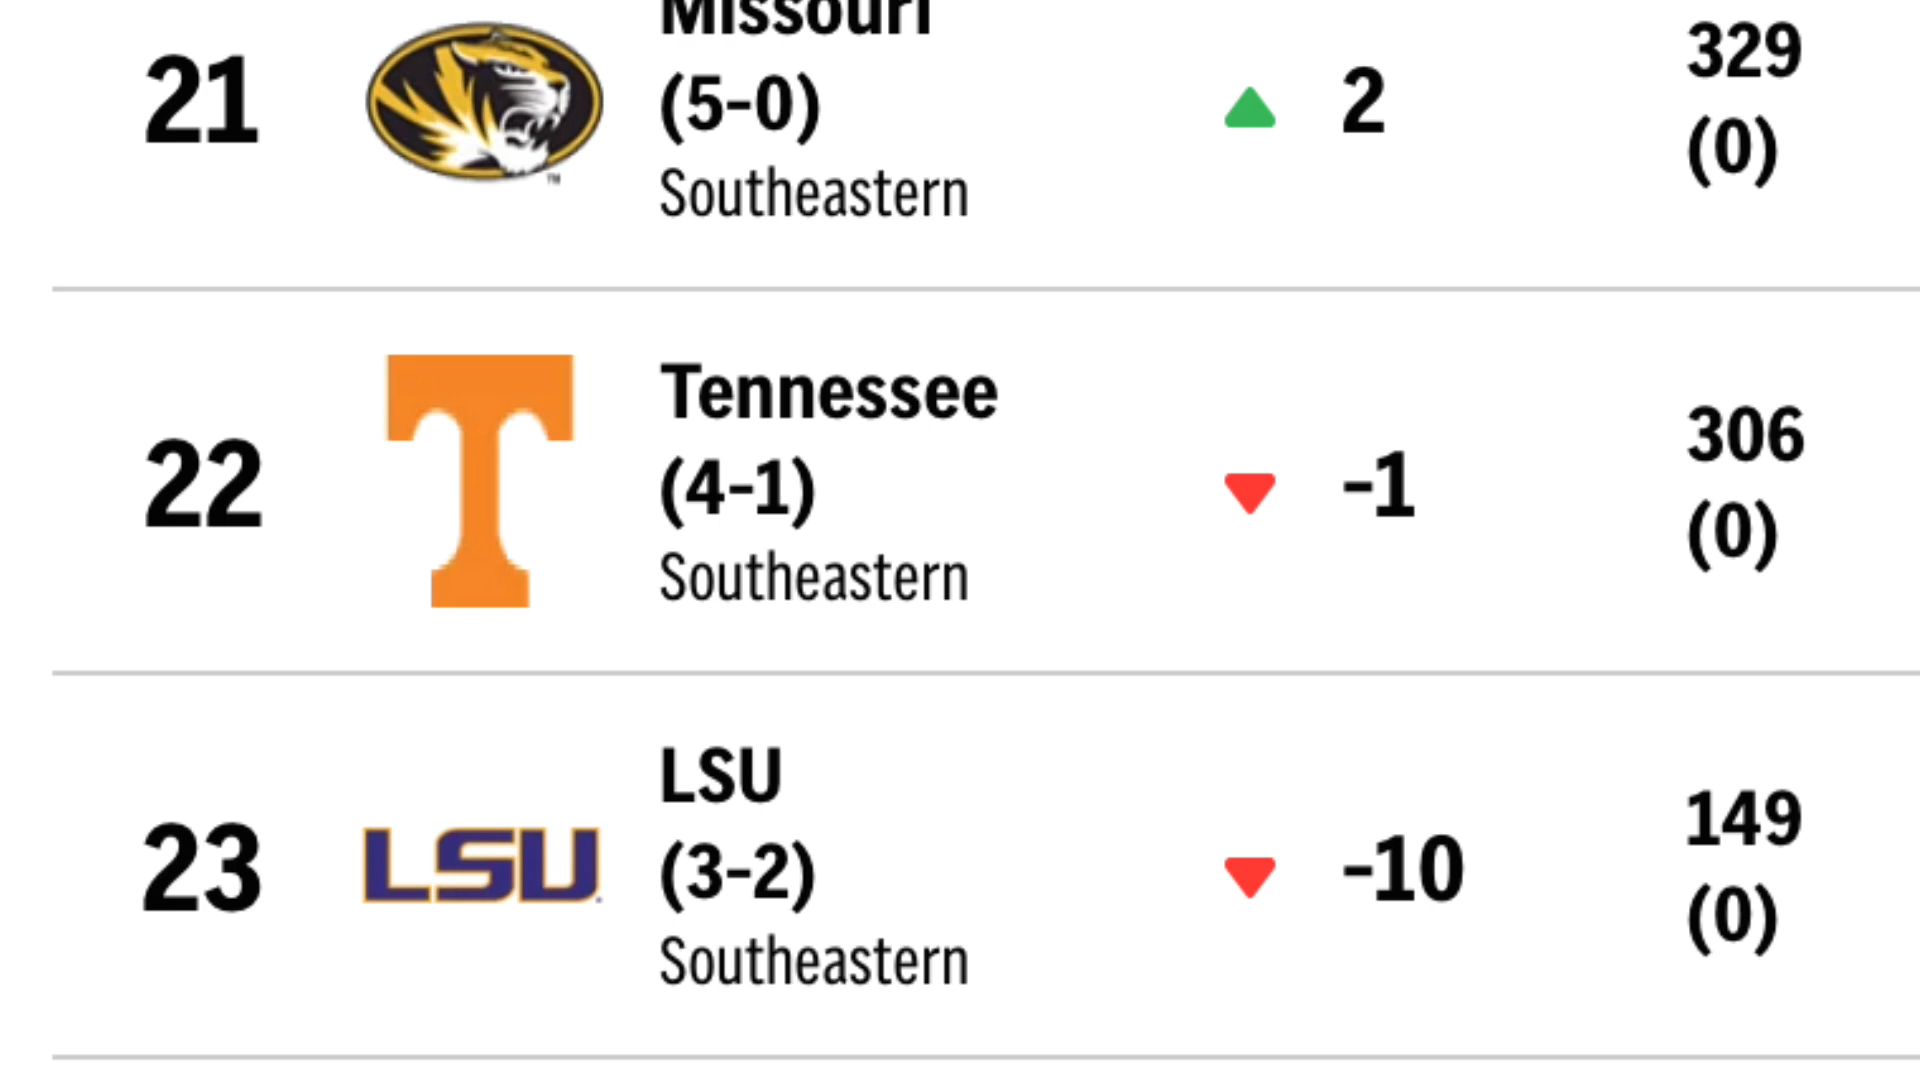 21
Missouri
(5-0)
Southeastern
2
329
(0)
22
Tennessee
(4-1)
Southeastern
-1
306
(0)
23
LSU
LSU
(3-2)
Southeastern
-10
149
(0)